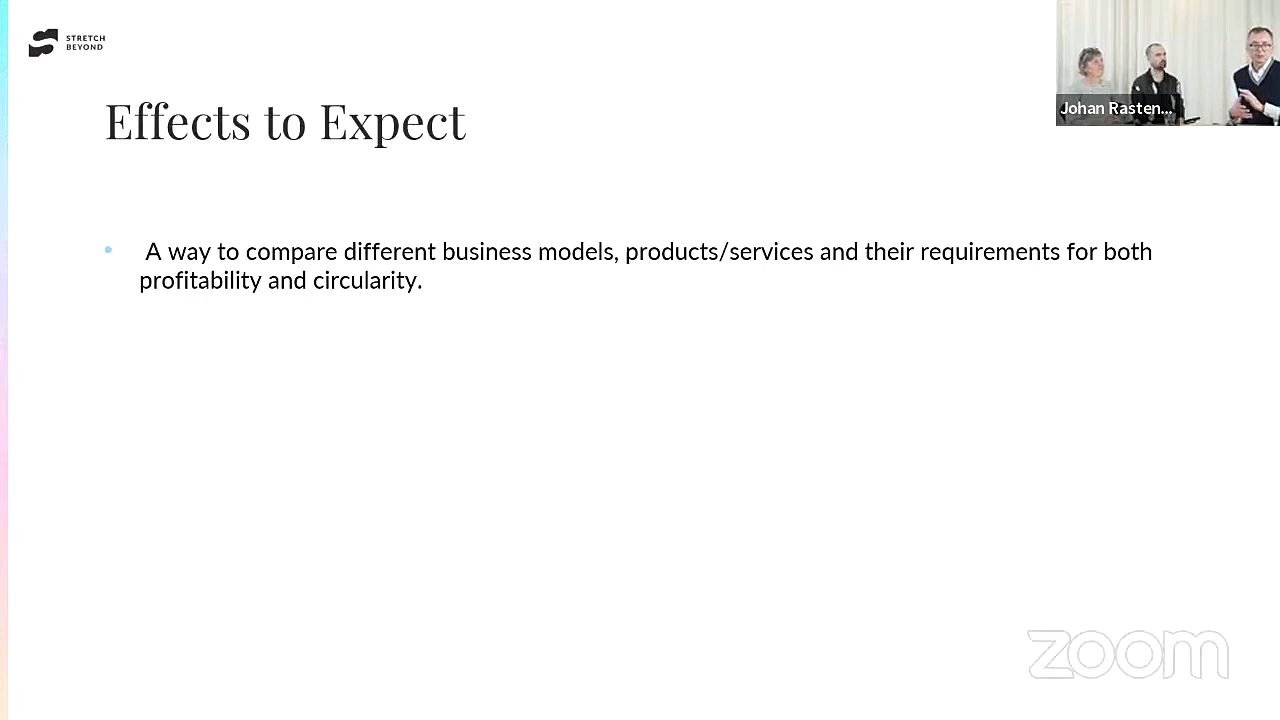 STRETCH
BEYOND
Johan Rasten...
Effects to Expect
• A way to compare different business models, products/services and their requirements for both
profitability and circularity.
zoom